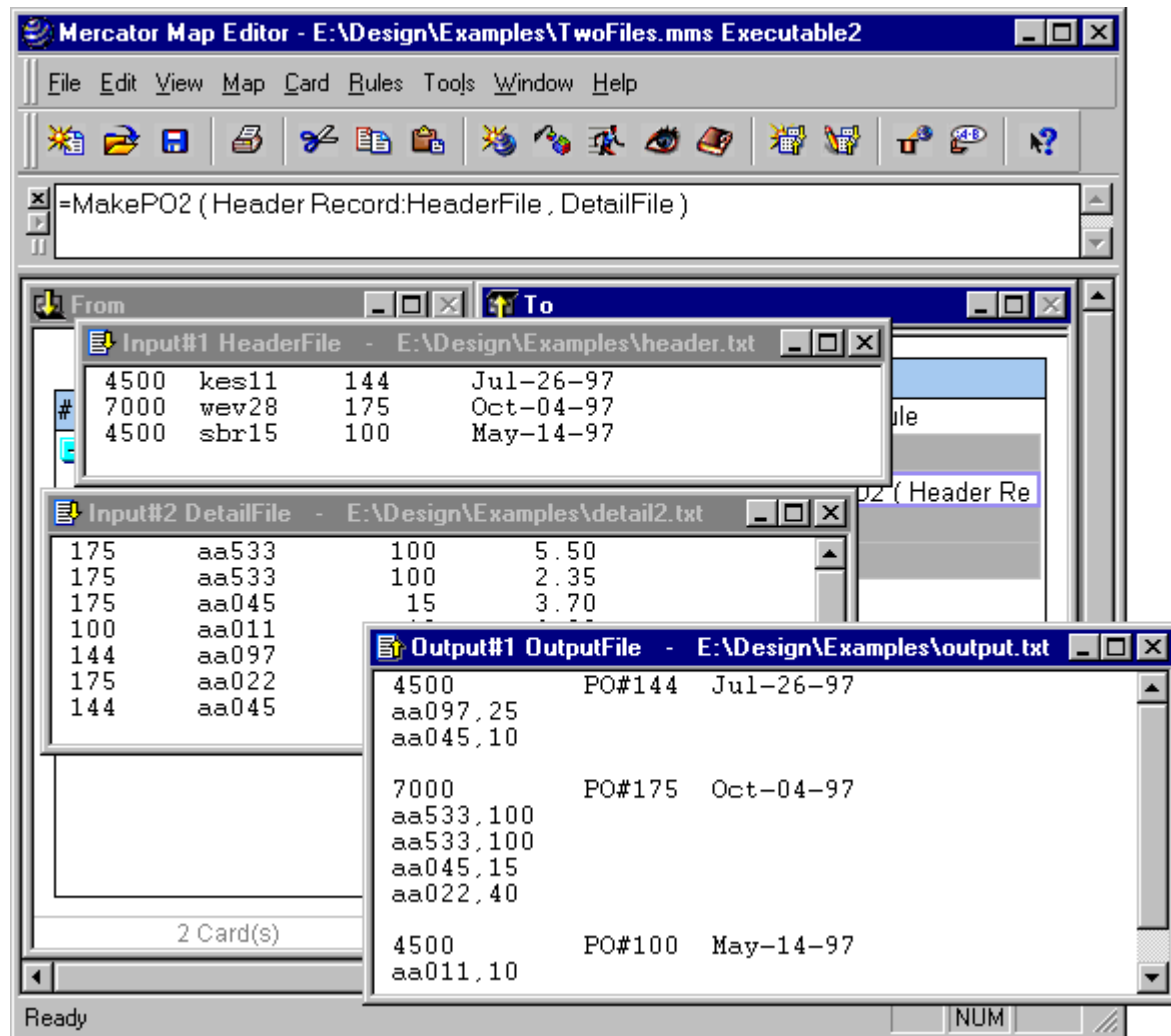 Mercator Map Editor - E:\Design\Examples\TwoFiles.mms Executable2
File Edit View Map Card Rules Tools Window Help
=MakePO2 ( Header Record:HeaderFile , DetailFile )
From
To
Input#1 HeaderFile - E:\Design\Examples\header.txt
4500 kes11 144 Jul-26-97
7000 wev28 175 Oct-04-97
4500 sbr15 100 May-14-97
#
( Header Re
Input#2 DetailFile - E:\Design\Examples\detail2.txt
175 aa533 100 5.50
175 aa533 100 2.35
175 aa045 15 3.70
100 aa011
144 aa097
175 aa022
144 aa045
Output#1 OutputFile - E:\Design\Examples\output.txt
4500 PO#144 Jul-26-97
aa097,25
aa045,10
7000 PO#175 Oct-04-97
aa533,100
aa533,100
aa045,15
aa022,40
4500 PO#100 May-14-97
aa011,10
2 Card(s)
Ready
NUM